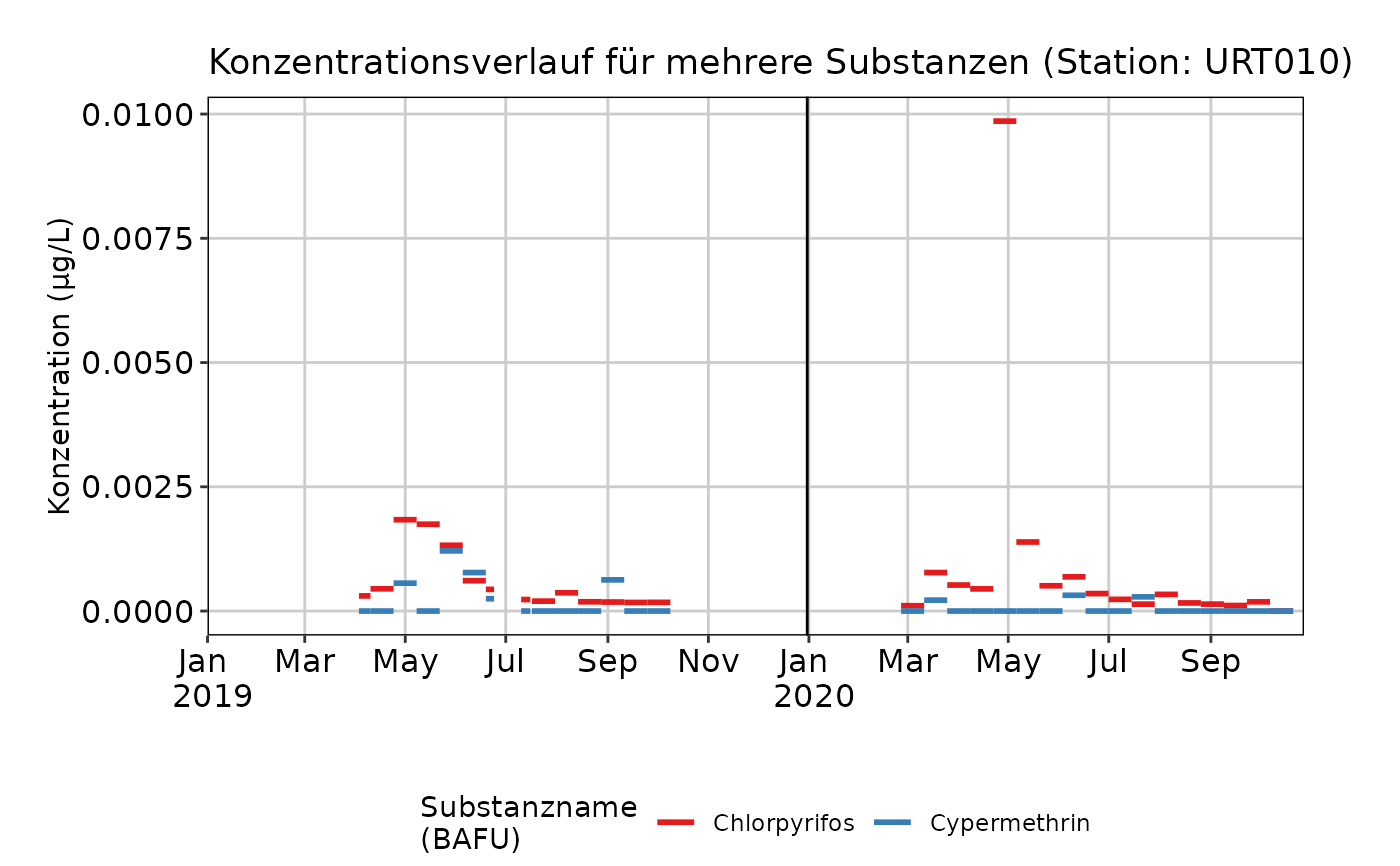 Konzentrationsverlauf für mehrere Substanzen (Station: URT010)
Konzentration (µg/L)
0.0100
0.0075
0.0050
0.0025
0.0000
Jan Mar May Jul Sep Nov Jan Mar May Jul Sep
2019 2020
Substanzname
(BAFU)
Chlorpyrifos Cypermethrin